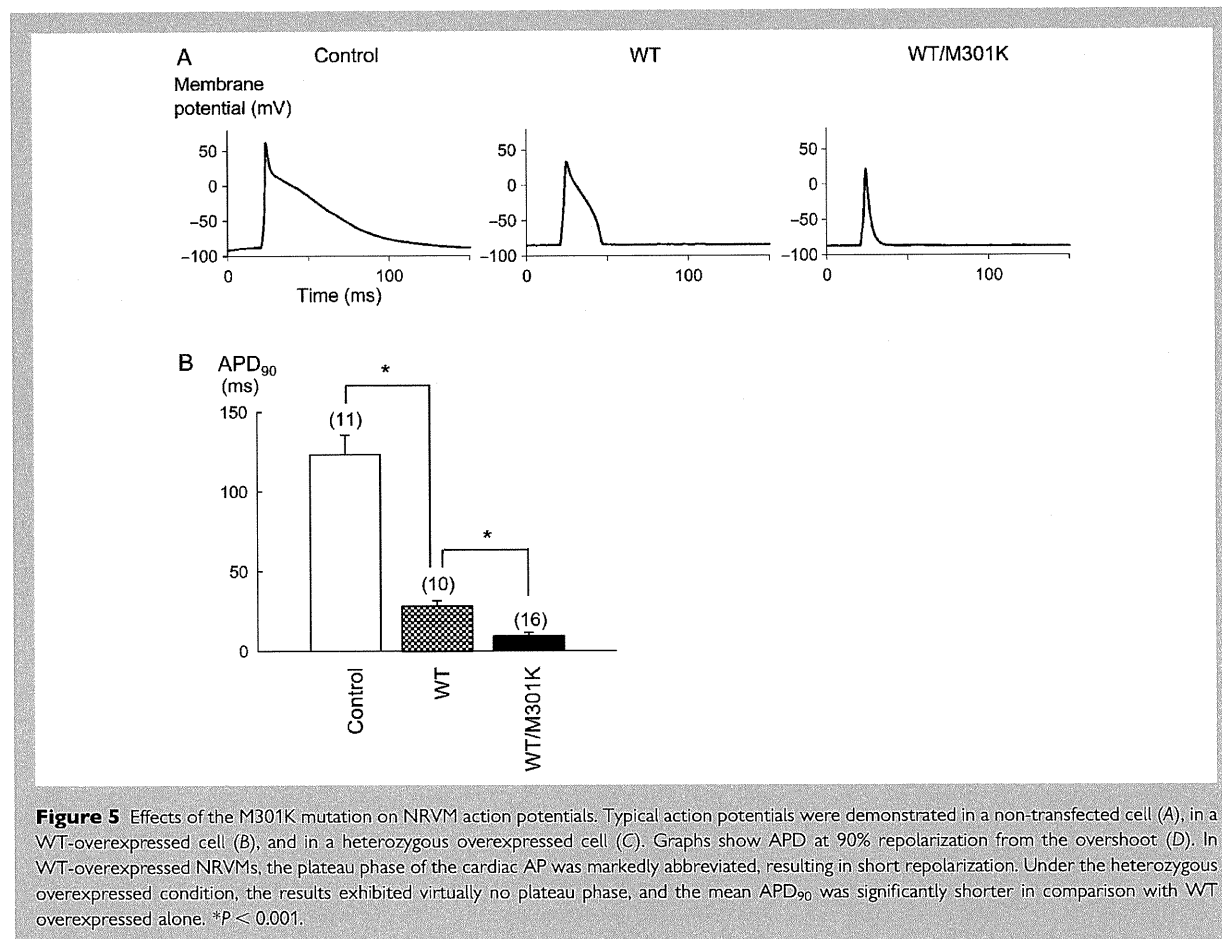 A
Control
WT
WT/M301K
Membrane
potential (mV)
50
0
−50
−100
0
100
Time (ms)
50
0
−50
−100
0
100
50
0
−50
−100
0
100
B
APD90
(ms)
150
100
50
0
*
*
(11)
(10)
(16)
Control
WT
WT/M301K
Figure 5 Effects of the M301K mutation on NRVM action potentials. Typical action potentials were demonstrated in a non-transfected cell (A), in a
WT-overexpressed cell (B), and in a heterozygous overexpressed cell (C). Graphs show APD at 90% repolarization from the overshoot (D). In
WT-overexpressed NRVMs, the plateau phase of the cardiac AP was markedly abbreviated, resulting in short repolarization. Under the heterozygous
overexpressed condition, the results exhibited virtually no plateau phase, and the mean APD90 was significantly shorter in comparison with WT
overexpressed alone. *P < 0.001.